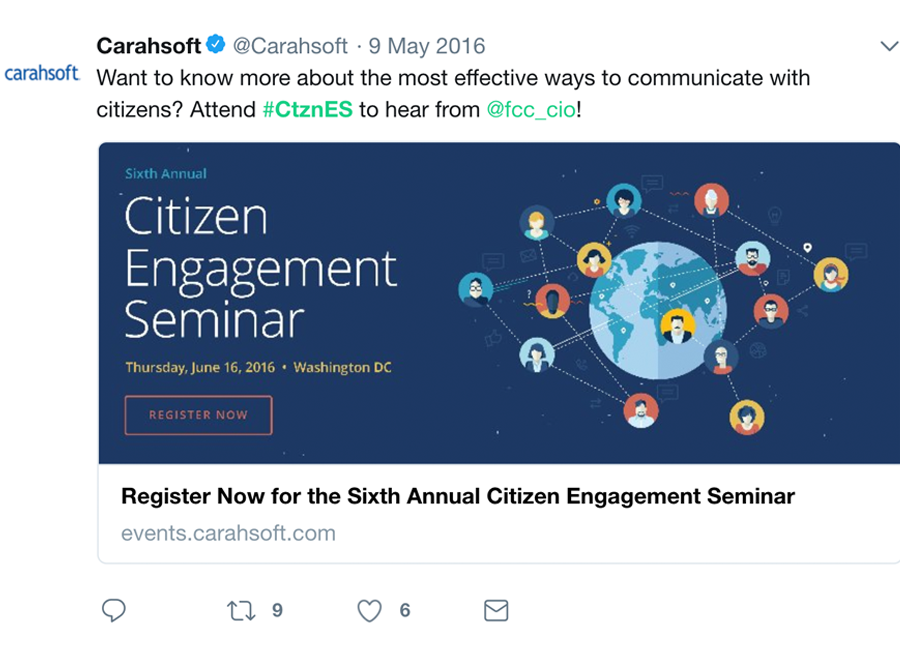 Carahsoft @Carahsoft · 9 May 2016
carahsoft.
Want to know more about the most effective ways to communicate with
citizens? Attend #CtznES to hear from @fcc_cio!
Sixth Annual
Citizen
Engagement
Seminar
Thursday, June 16, 2016 • Washington DC
REGISTER NOW
?
Register Now for the Sixth Annual Citizen Engagement Seminar
events.carahsoft.com
9 6